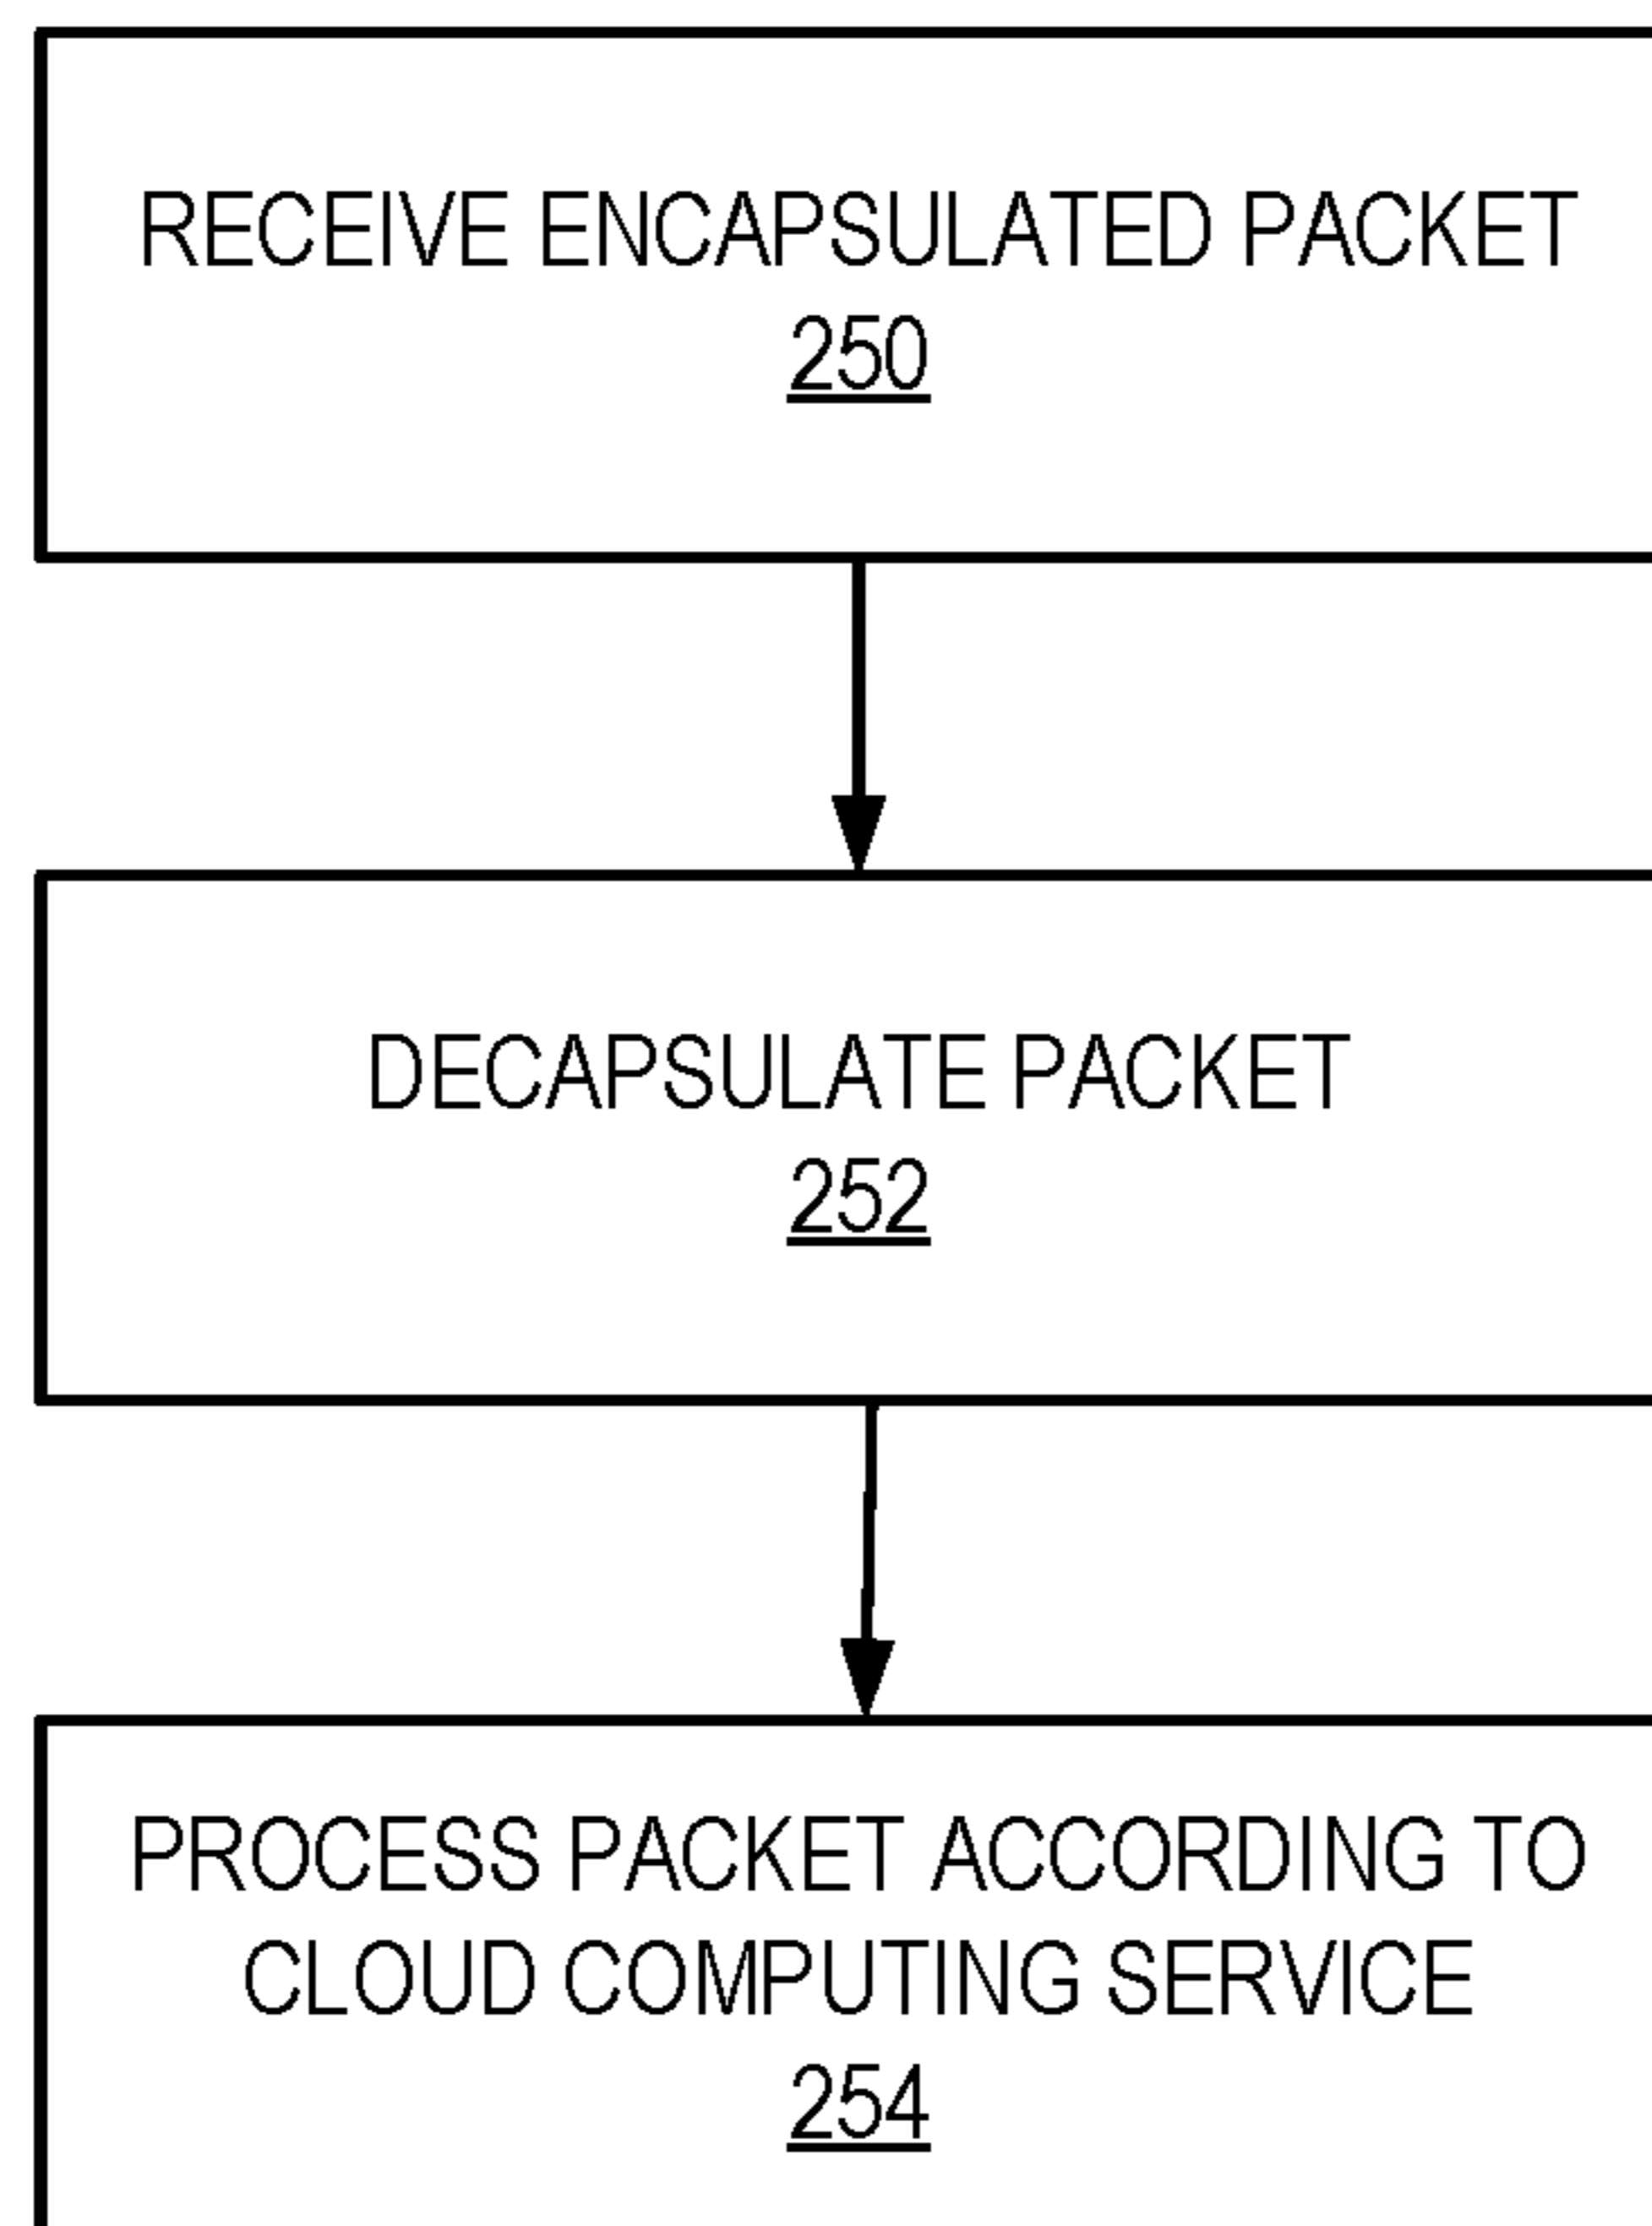 RECEIVE ENCAPSULATED PACKET
250
DECAPSULATE PACKET
252
PROCESS PACKET ACCORDING TO
CLOUD COMPUTING SERVICE
254